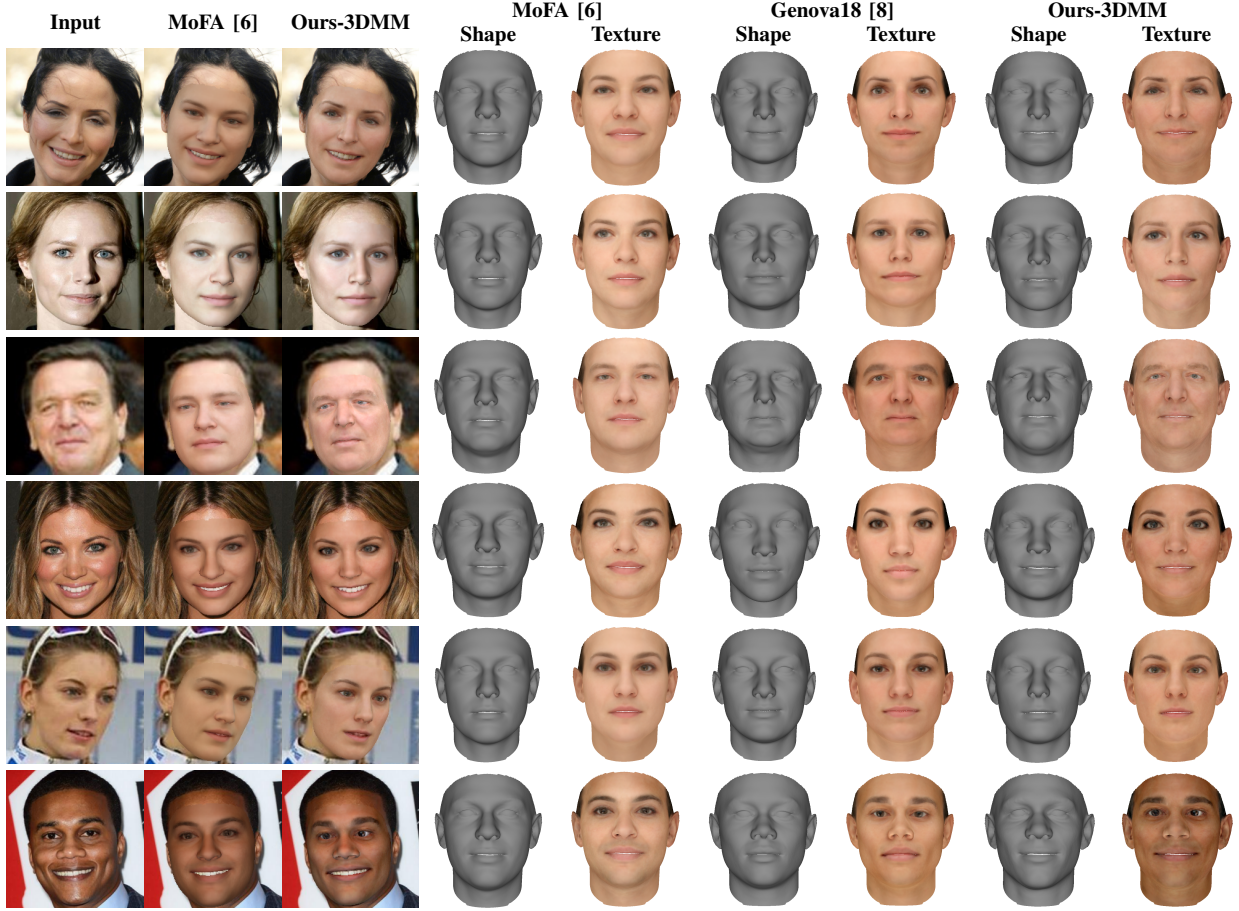 Input MoFA [6] Ours-3DMM
MoFA [6] Genova18 [8] Ours-3DMM
Shape Texture Shape Texture Shape Texture